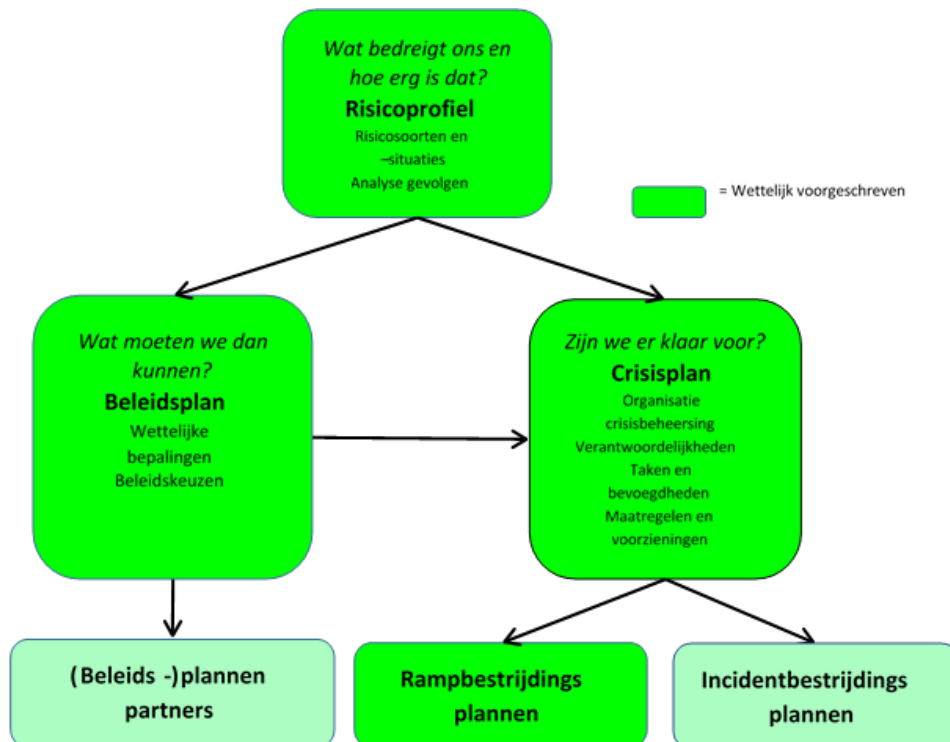 Wat bedreigt ons en
hoe erg is dat?
Risicoprofiel
Risicosoorten en
–situaties
Analyse gevolgen
= Wettelijk voorgeschreven
Wat moeten we dan
kunnen?
Beleidsplan
Wettelijke
bepalingen
Beleidskeuzen
Zijn we er klaar voor?
Crisisplan
Organisatie
crisisbeheersing
Verantwoordelijkheden
Taken en
bevoegdheden
Maatregelen en
voorzieningen
(Beleids -)plannen
partners
Rampbestrijdings
plannen
Incidentbestrijdings
plannen